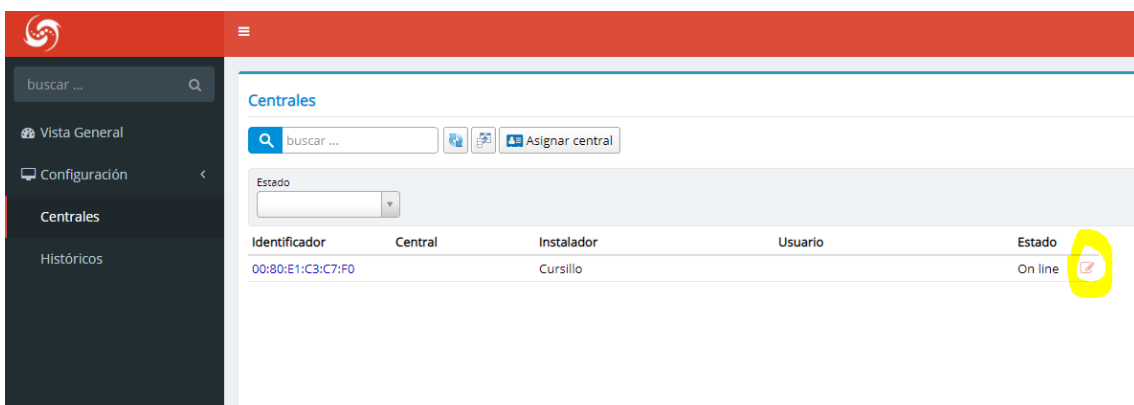 buscar ...
Vista General
Configuración
Centrales
Históricos
Centrales
buscar ...
Asignar central
Estado
Identificador Central Instalador Usuario Estado
00:80:E1:C3:C7:F0 Cursillo On line